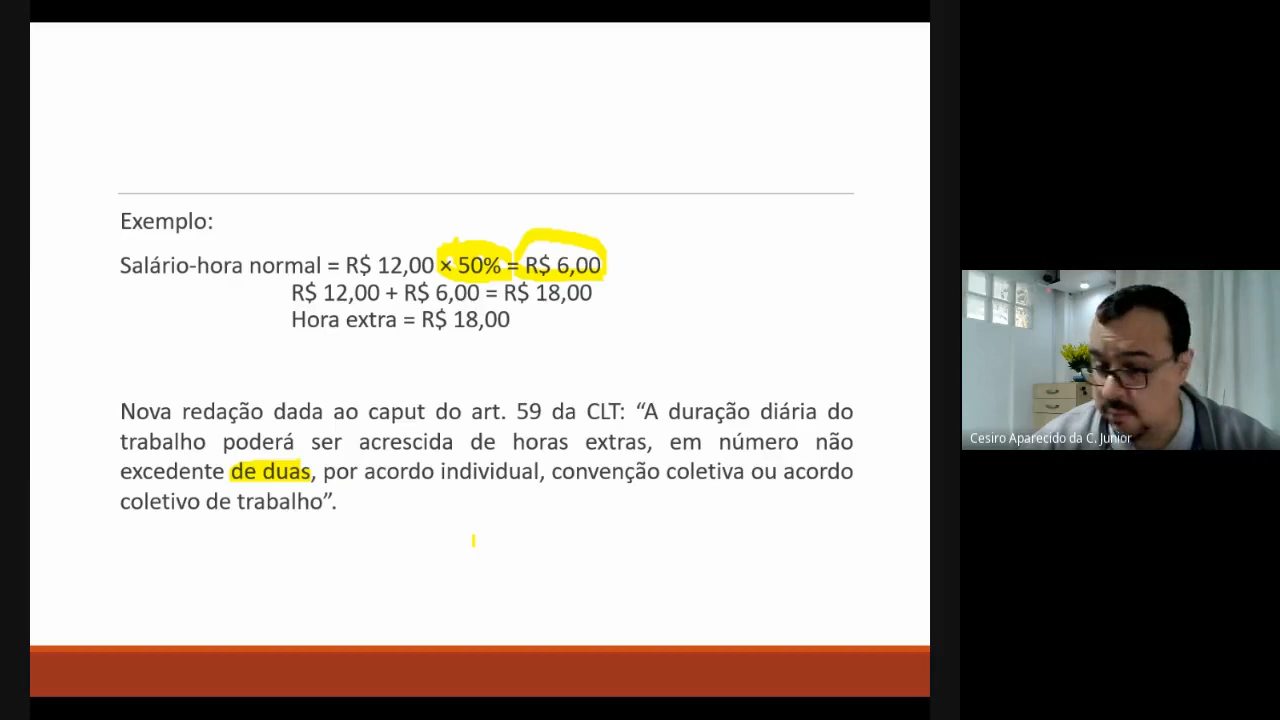 Exemplo:
Salário-hora normal = R$ 12,00 × 50% = R$ 6,00
R$ 12,00 + R$ 6,00 = R$ 18,00
Hora extra = R$ 18,00
Nova redação dada ao caput do art. 59 da CLT: “A duração diária do
trabalho poderá ser acrescida de horas extras, em número não
excedente de duas, por acordo individual, convenção coletiva ou acordo
coletivo de trabalho”.
Cesiro Aparecido da C. Junior